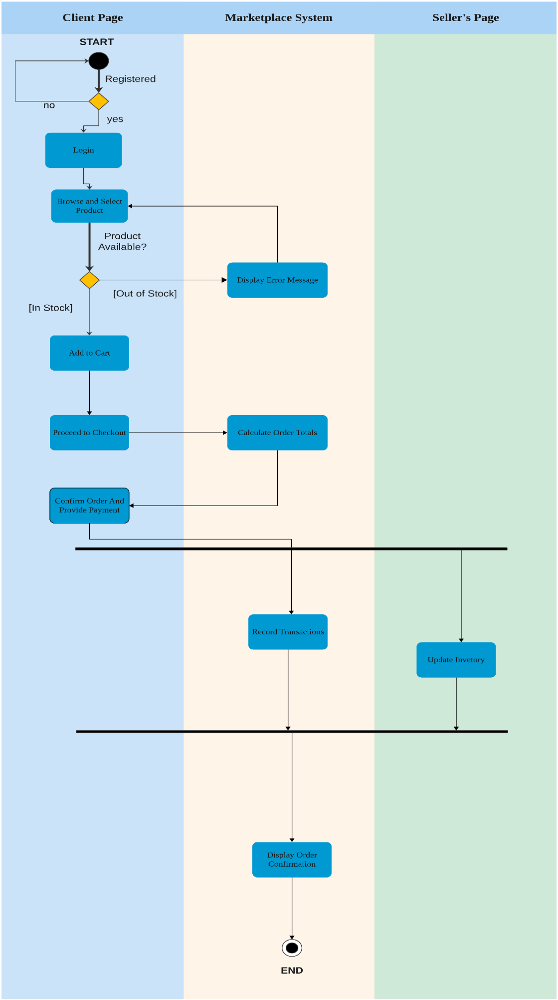 Client Page
Marketplace System
Seller's Page
START
Registered
no
yes
Login
Browse and Select
Product
Product
Available?
Display Error Message
[Out of Stock]
[In Stock]
Add to Cart
Proceed to Checkout
Calculate Order Totals
Confirm Order And
Provide Payment
Record Transactions
Update Invetory
Display Order
Confirmation
END